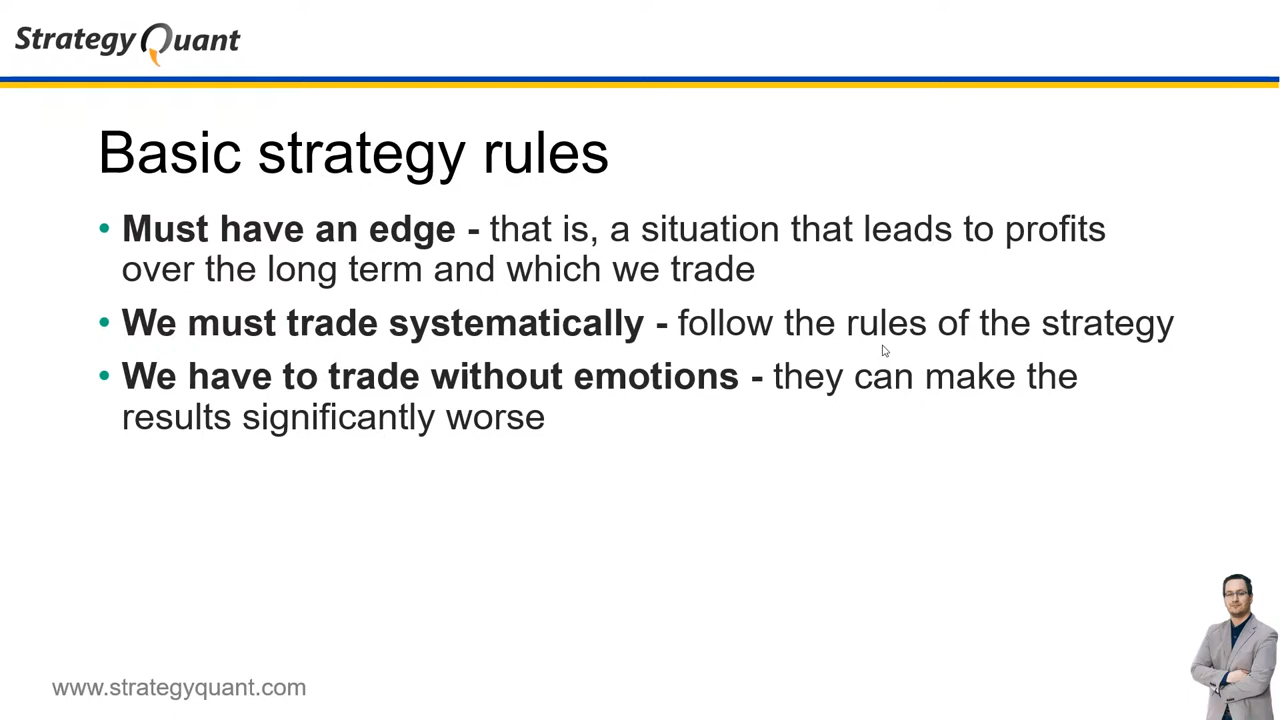 Strategy Quant
Basic strategy rules
• Must have an edge - that is, a situation that leads to profits
over the long term and which we trade
• We must trade systematically - follow the rules of the strategy
• We have to trade without emotions - they can make the
results significantly worse
www.strategyquant.com